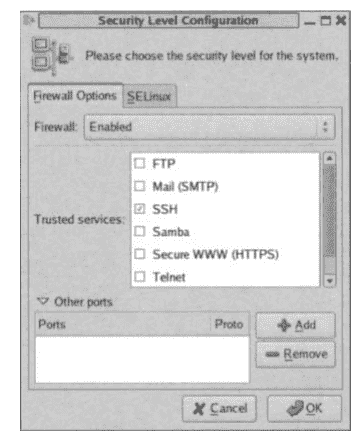 Security Level Configuration
Please choose the security level for the system.
Firewall Options SELinux
Firewall: Enabled
FTP
Mail (SMTP)
SSH
Trusted services:
Samba
Secure WWW (HTTPS)
Telnet
Other ports
Ports Proto
Add
Remove
Cancel OK